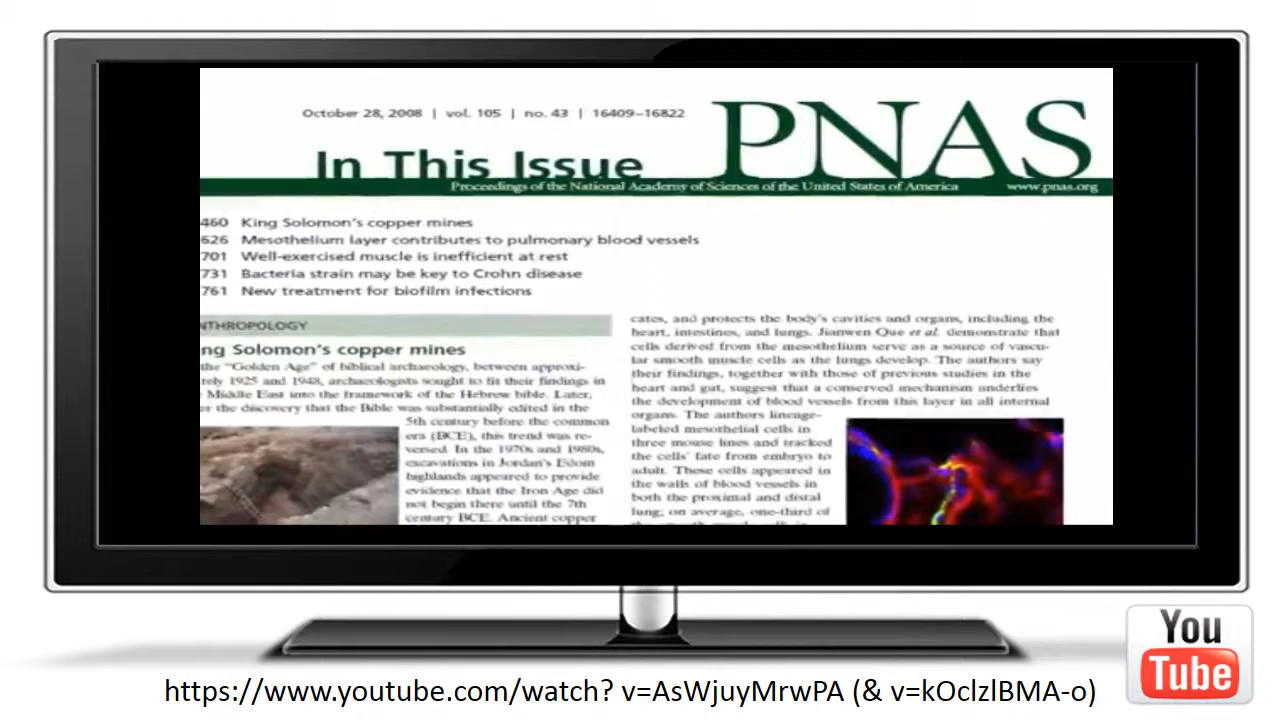 October 28, 2008 | vol. 105 | no. 43 | 16409–16822
PNAS
In This Issue
Proceedings of the National Academy of Sciences of the United States of America www.pnas.org
460 King Solomon's copper mines
626 Mesothelium layer contributes to pulmonary blood vessels
701 Well-exercised muscle is inefficient at rest
731 Bacteria strain may be key to Crohn disease
761 New treatment for biofilm infections
NTHROPOLOGY
ng Solomon's copper mines
the "Golden Age" of biblical archaeology, between approxi-
rely 1925 and 1948, archaeologists sought to fit their findings in
Middle East into the framework of the Hebrew bible. Later,
er the discovery that the Bible was substantially edited in the
5th century before the common
era (BCE), this trend was re-
versed. In the 1970s and 1980s,
excavations in Jordan's Edom
highlands appeared to provide
evidence that the Iron Age did
not begin there until the 7th
century BCE. Ancient copper
cates, and protects the body's cavities and organs, including the
heart, intestines, and lungs. Jianwen Que et al. demonstrate that
cells derived from the mesothelium serve as a source of vascu-
lar smooth muscle cells as the lungs develop. The authors say
their findings, together with those of previous studies in the
heart and gut, suggest that a conserved mechanism underlies
the development of blood vessels from this layer in all internal
organs. The authors lineage-
labeled mesothelial cells in
three mouse lines and tracked
the cells' fate from embryo to
adult. These cells appeared in
the walls of blood vessels in
both the proximal and distal
lung; on average, one-third of
You
Tube
https://www.youtube.com/watch? v=AsWjuyMrwPA (& v=kOclzlBMA-o)